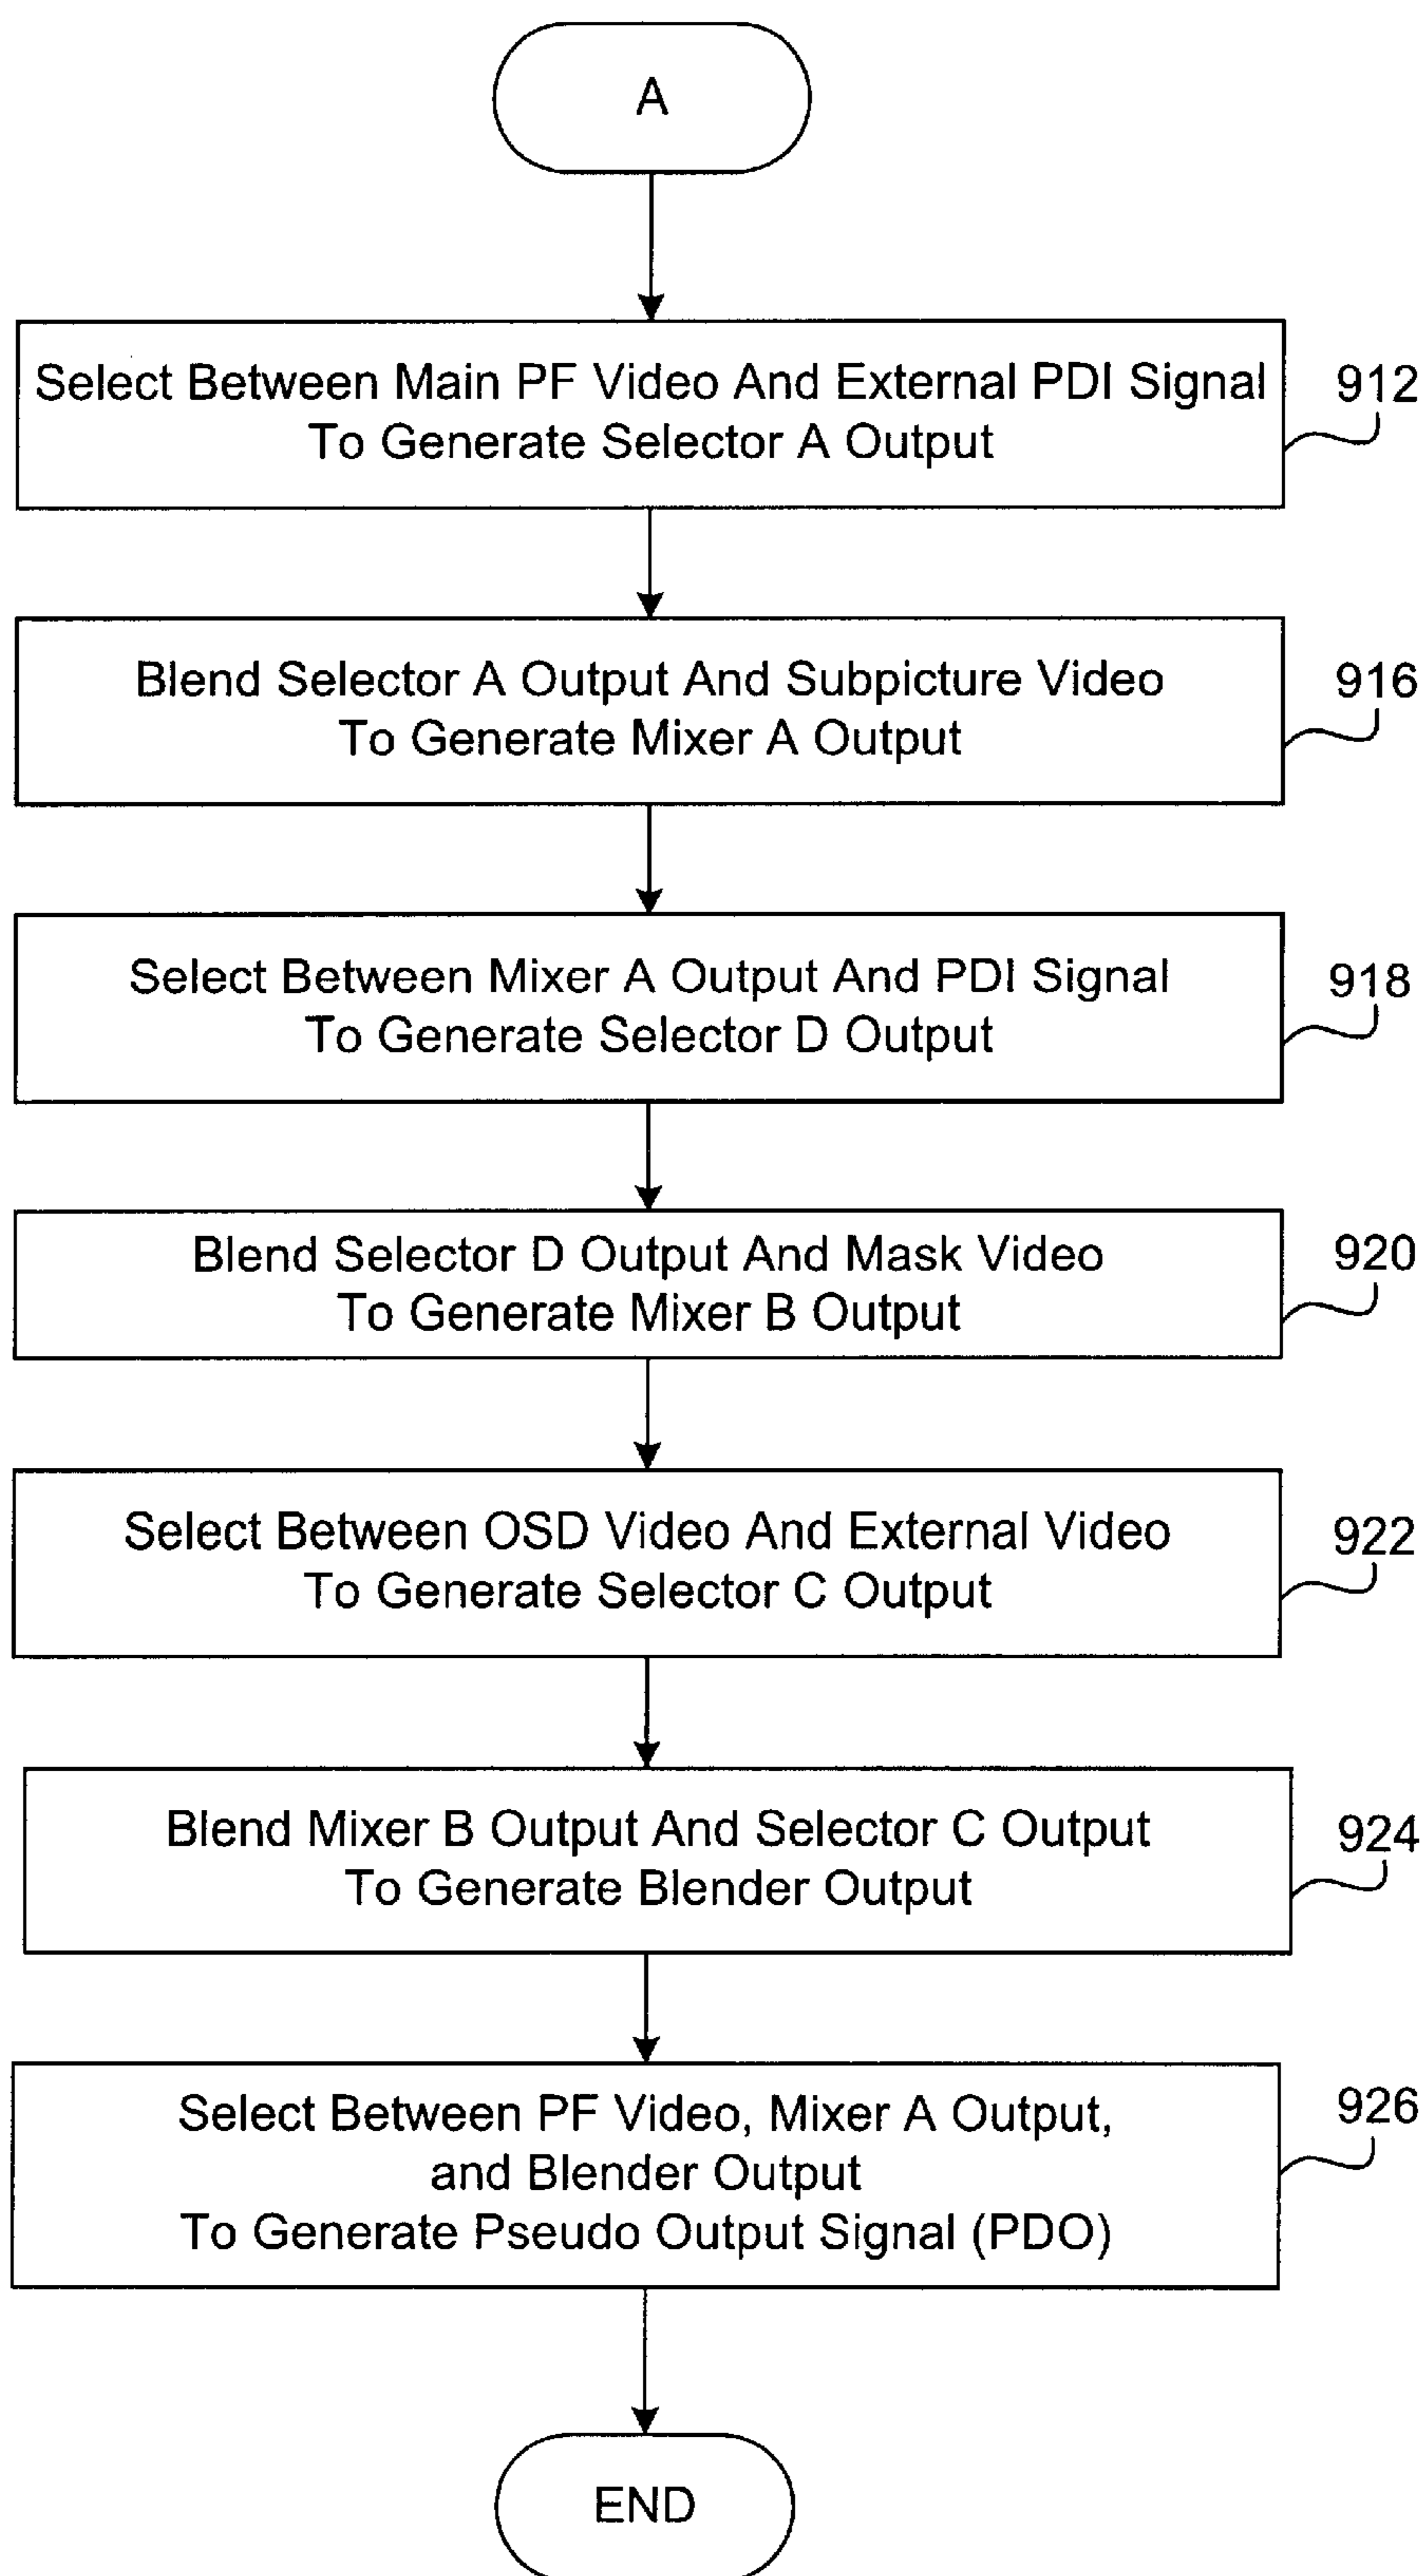 A
Select Between Main PF Video And External PDI Signal
To Generate Selector A Output
912
Blend Selector A Output And Subpicture Video
To Generate Mixer A Output
916
Select Between Mixer A Output And PDI Signal
To Generate Selector D Output
918
Blend Selector D Output And Mask Video
To Generate Mixer B Output
920
Select Between OSD Video And External Video
To Generate Selector C Output
922
Blend Mixer B Output And Selector C Output
To Generate Blender Output
924
Select Between PF Video, Mixer A Output,
and Blender Output
To Generate Pseudo Output Signal (PDO)
926
END